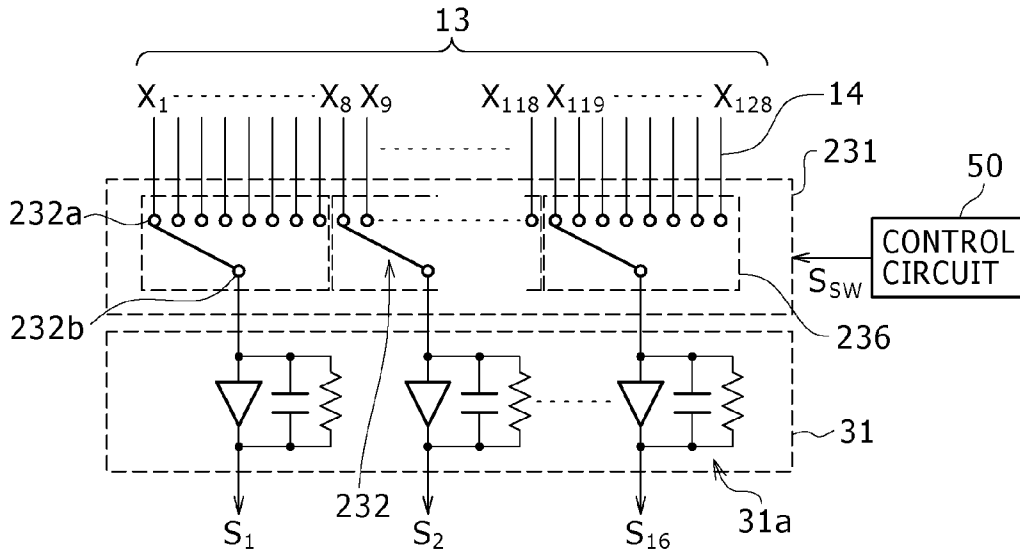 13
X1 X8 X9 X118 X119 X128
14
231
50
232a
CONTROL
CIRCUIT
SSW
232b
236
31
232
31a
S1 S2 S16